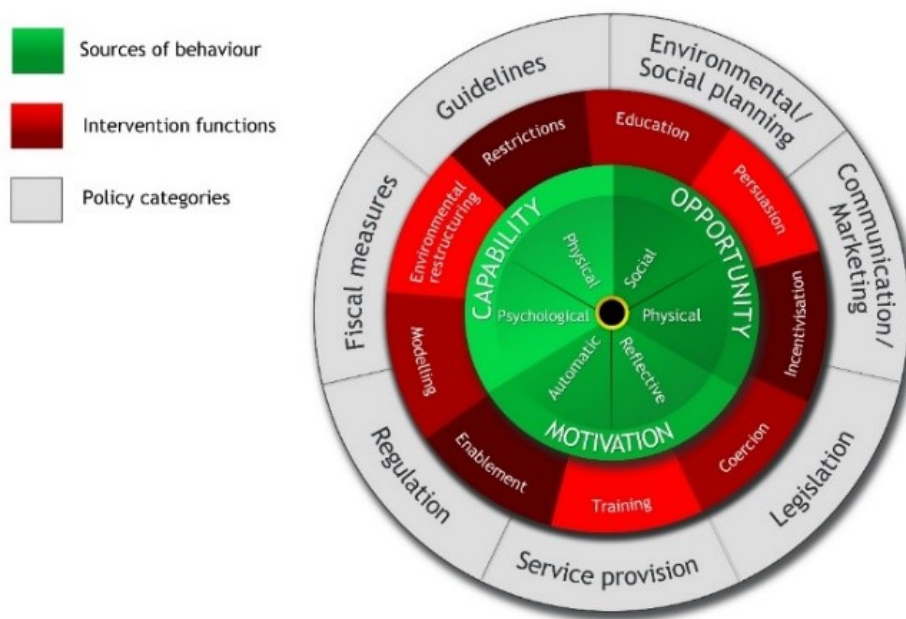 Sources of behaviour
Intervention functions
Policy categories
Environmental/
Social planning
Communication/
Marketing
Legislation
Service provision
Regulation
Fiscal measures
Guidelines
Education
Persuasion
Incentivisation
Coercion
Training
Enablement
Modelling
Environmental
restructuring
Restrictions
CAPABILITY
OPPORTUNITY
MOTIVATION
Physical
Social
Psychological
Physical
Automatic
Reflective